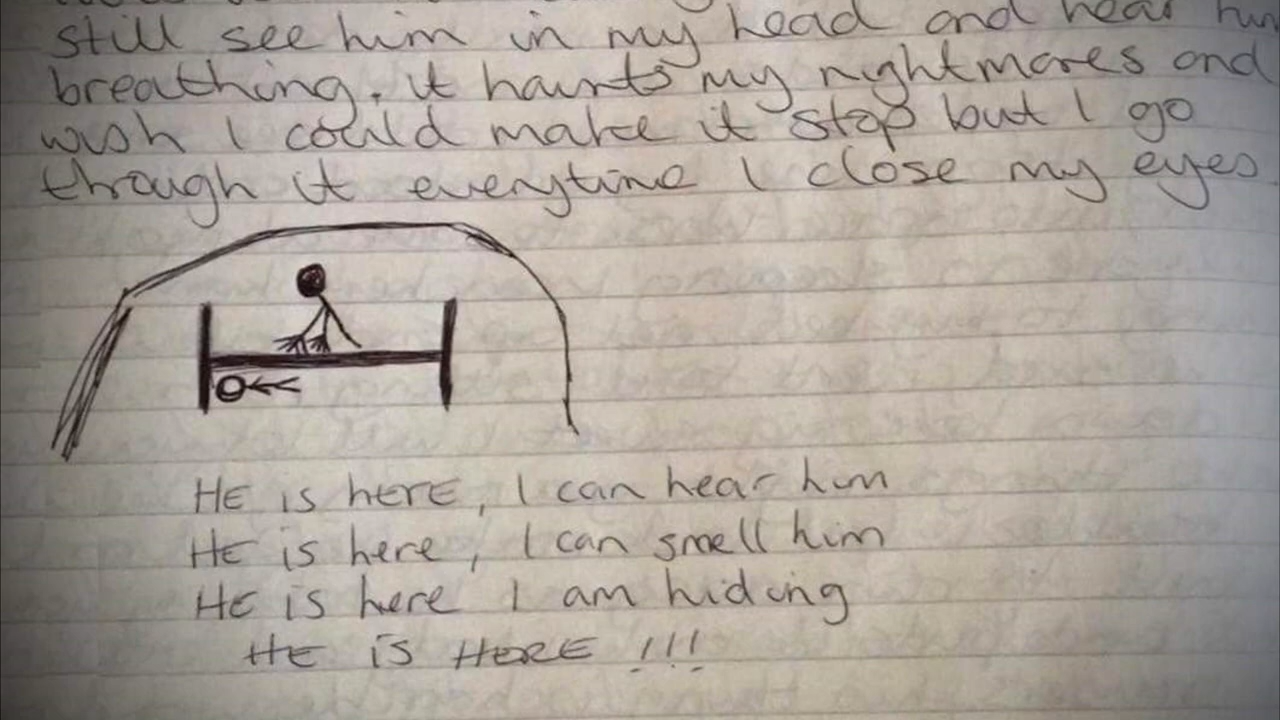 still see him in my head and hear
breathing. it haunts my nightmares and
wish I could make it stop but I go
through it everytime I close my eyes
HE is hERE, I can hear him
HE is here, I can smell him
HE is here I am hiding
HE iS HERE !!!